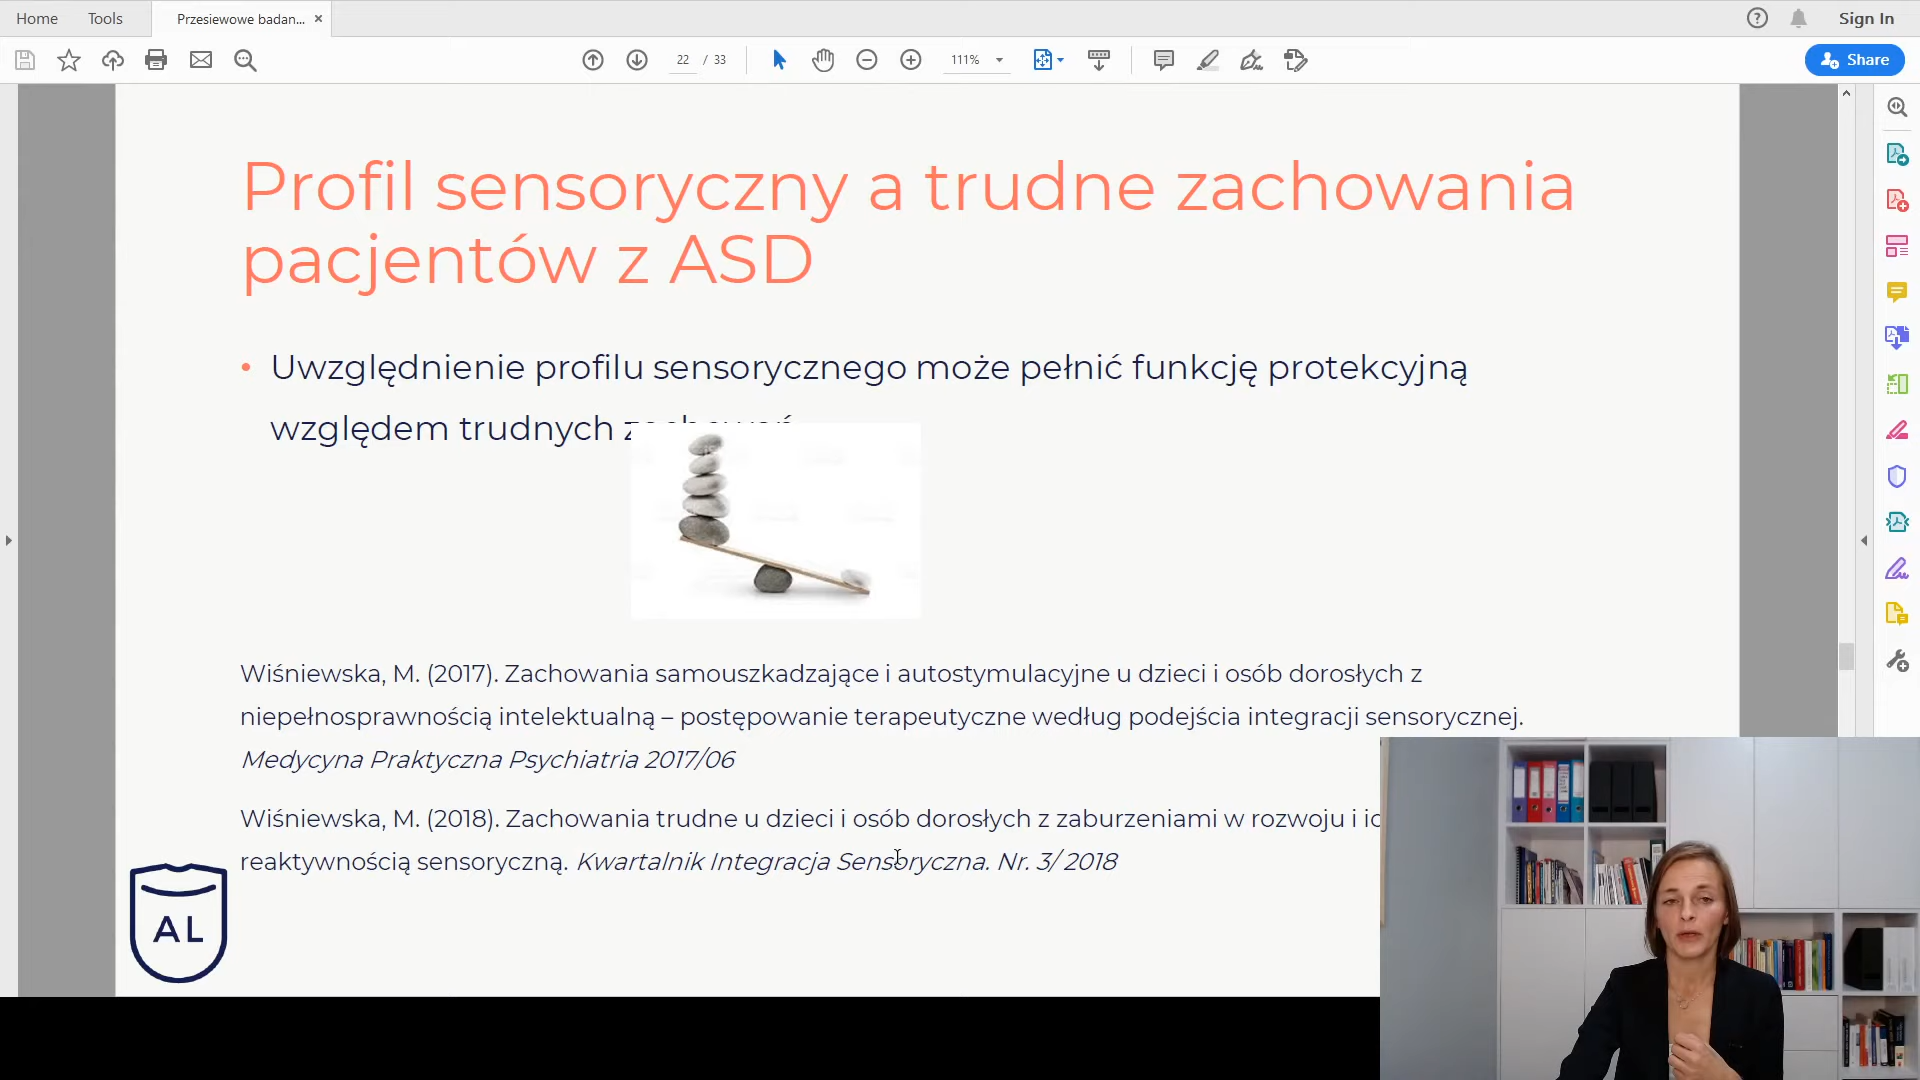 Home Tools Przesiewowe badan... × Sign In
22 / 33 111% Share
Profil sensoryczny a trudne zachowania
pacjentów z ASD
• Uwzględnienie profilu sensorycznego może pełnić funkcję protekcyjną
względem trudnych
Wiśniewska, M. (2017). Zachowania samouszkadzające i autostymulacyjne u dzieci i osób dorosłych z
niepełnosprawnością intelektualną – postępowanie terapeutyczne według podejścia integracji sensorycznej.
Medycyna Praktyczna Psychiatria 2017/06
Wiśniewska, M. (2018). Zachowania trudne u dzieci i osób dorosłych z zaburzeniami w rozwoju i
reaktywnością sensoryczną. Kwartalnik Integracja Sensoryczna. Nr. 3/ 2018
AL